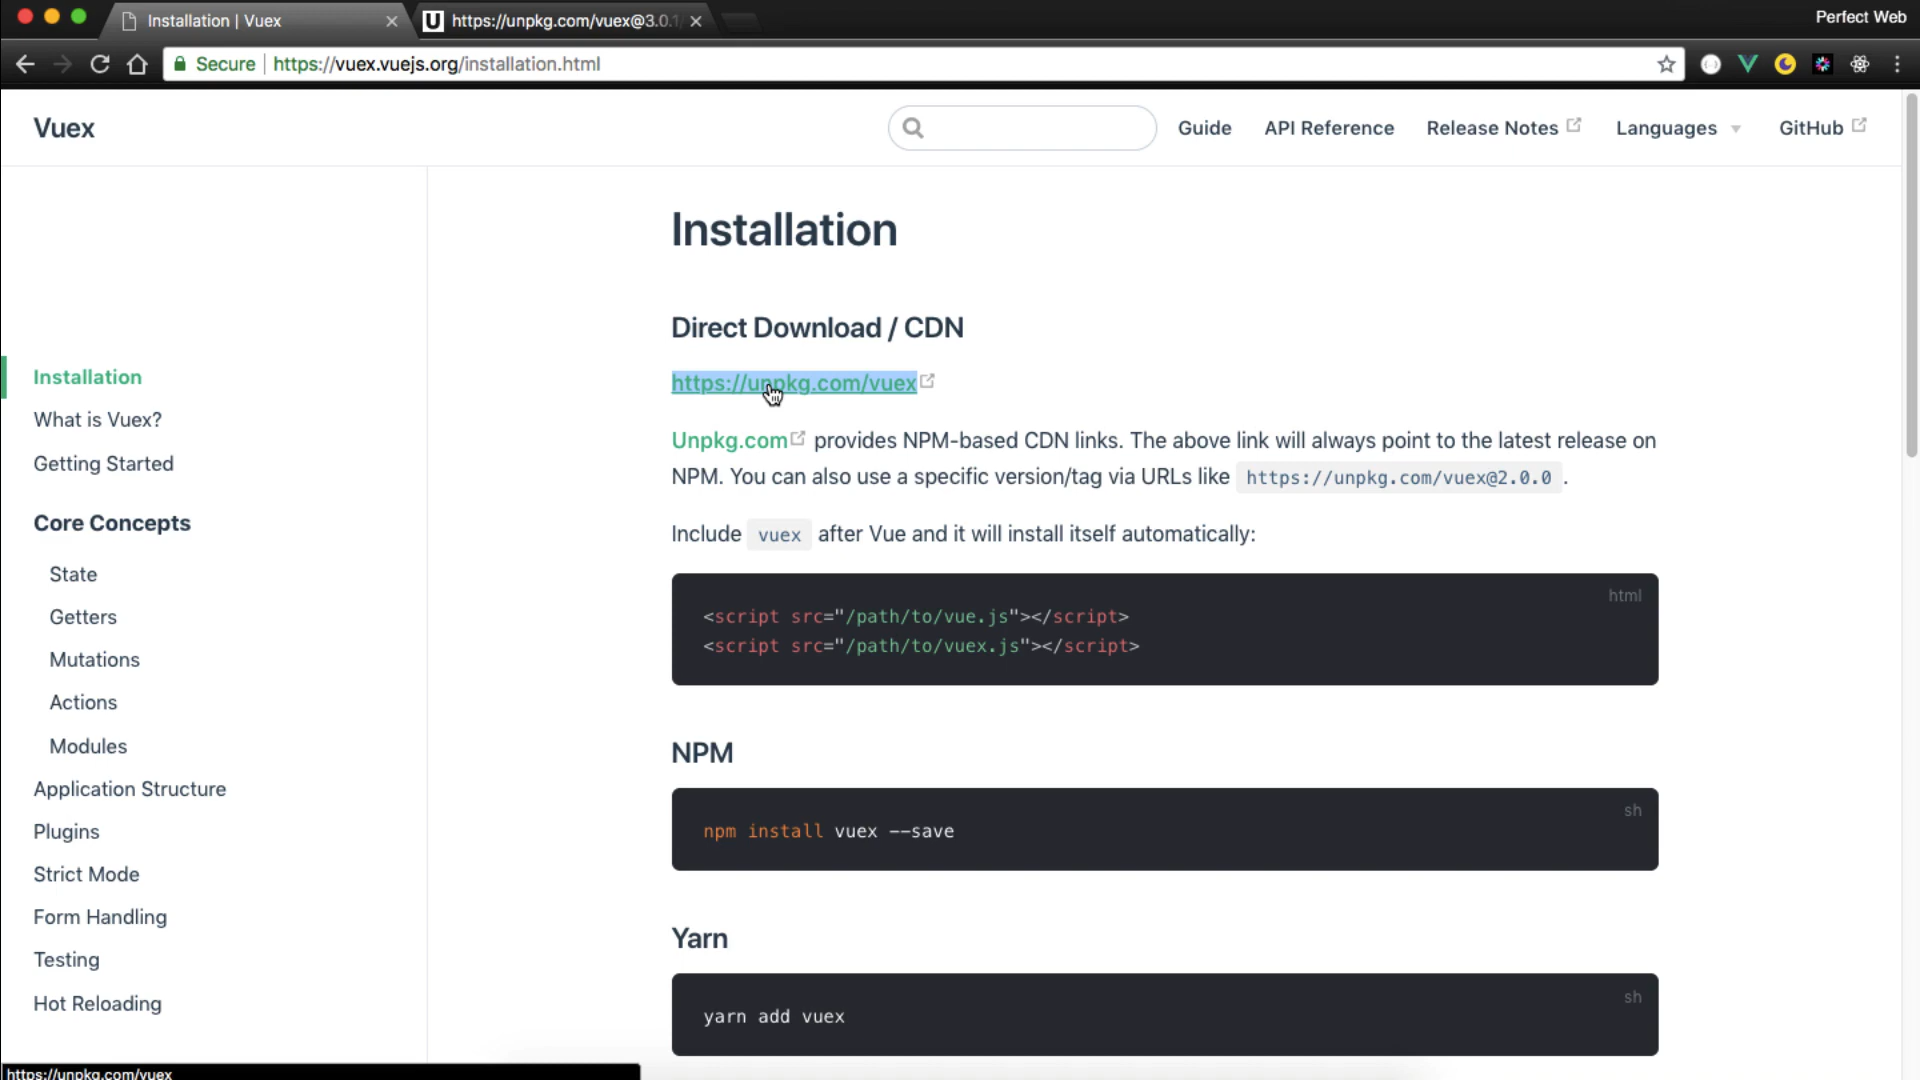 Installation | Vuex
https://unpkg.com/vuex@3.0.1
Perfect Web
Secure
https://vuex.vuejs.org/installation.html
Vuex
Guide
API Reference
Release Notes
Languages
GitHub
Installation
What is Vuex?
Getting Started
Core Concepts
State
Getters
Mutations
Actions
Modules
Application Structure
Plugins
Strict Mode
Form Handling
Testing
Hot Reloading
Installation
Direct Download / CDN
https://unpkg.com/vuex
Unpkg.com provides NPM-based CDN links. The above link will always point to the latest release on
NPM. You can also use a specific version/tag via URLs like https://unpkg.com/vuex@2.0.0 .
Include vuex after Vue and it will install itself automatically:
html
<script src="/path/to/vue.js"></script>
<script src="/path/to/vuex.js"></script>
NPM
sh
npm install vuex --save
Yarn
sh
yarn add vuex
https://unpkg.com/vuex